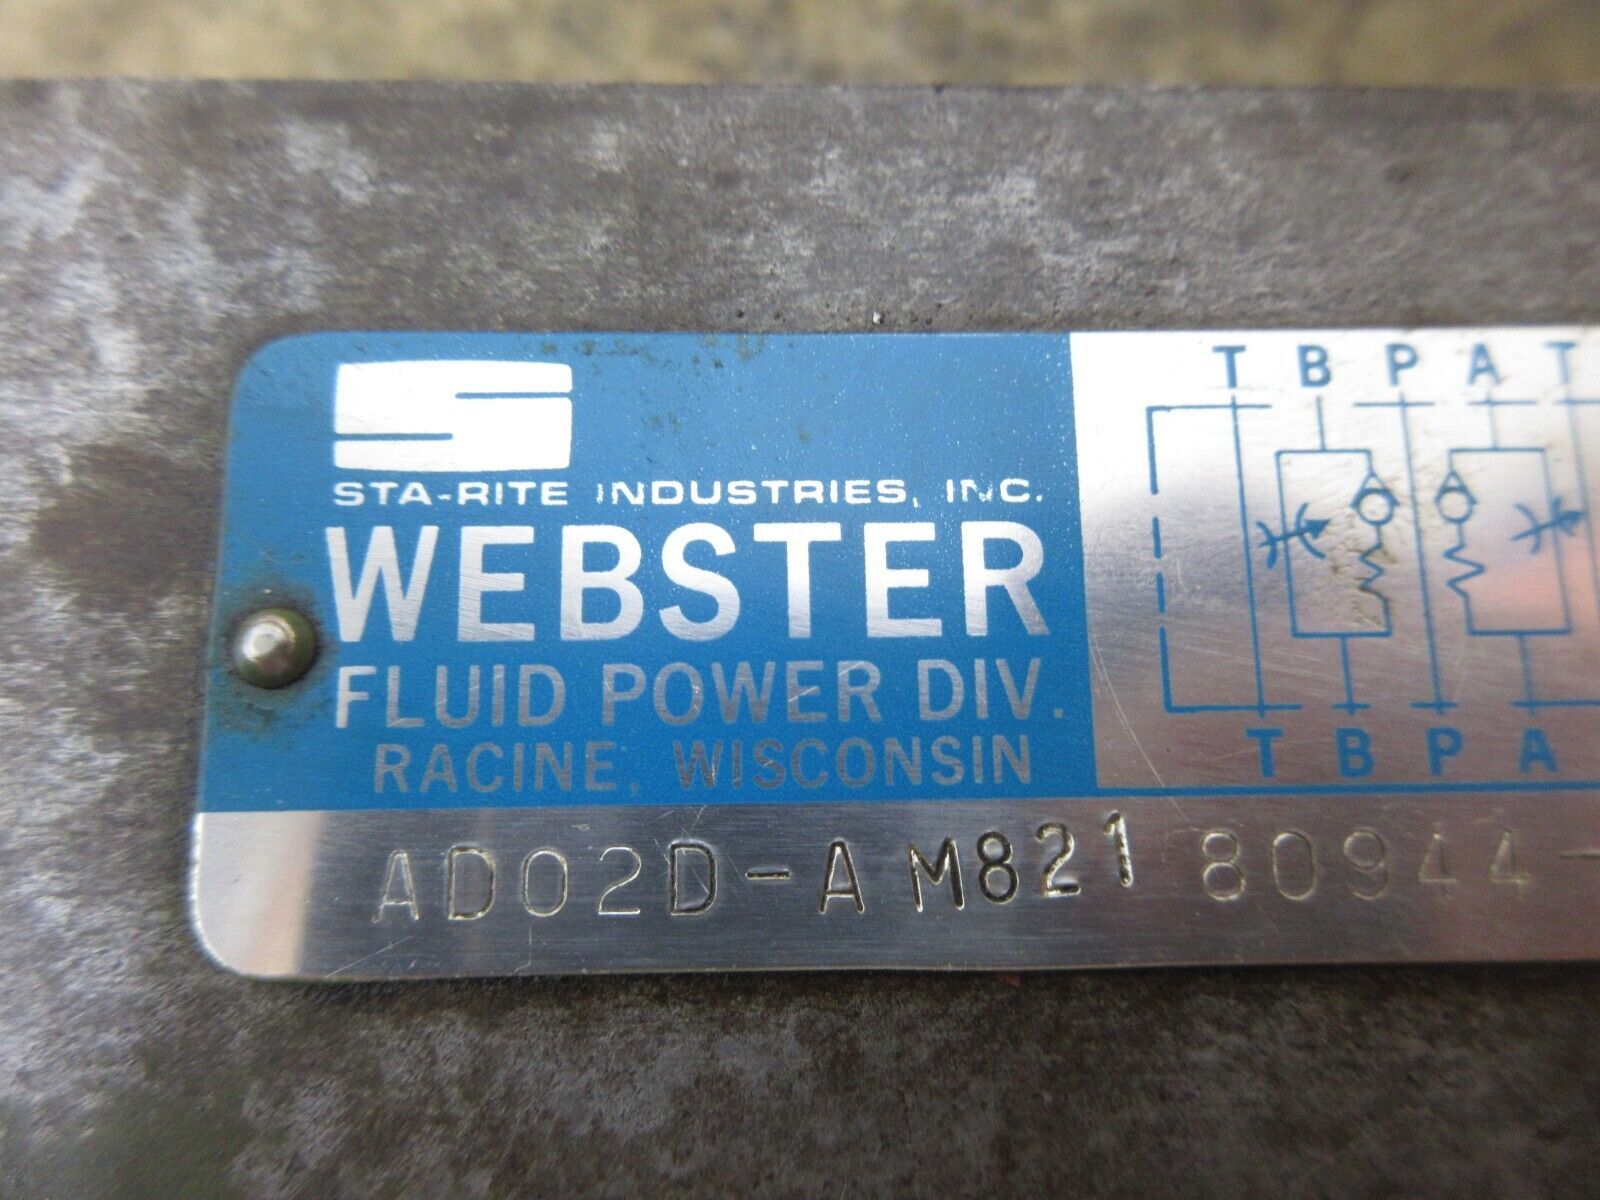 STA-RITE INDUSTRIES, INC.
WEBSTER
FLUID POWER DIV.
RACINE, WISCONSIN
T B P A T
T B P A
AD02D-A M821 80944-